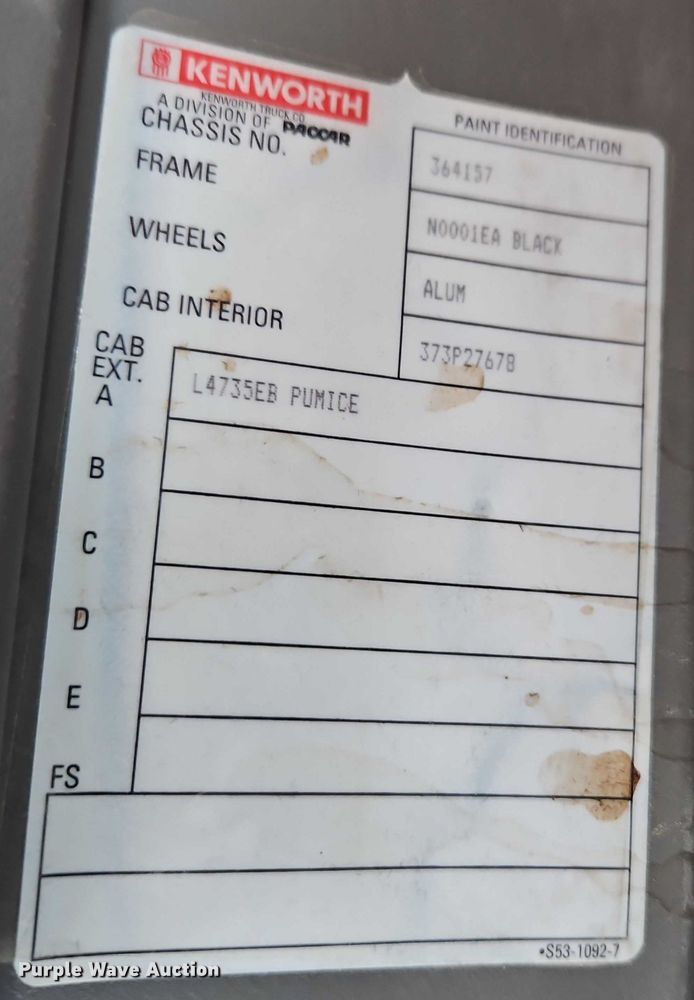 KENWORTH
KENWORTH TRUCK CO.
A DIVISION OF PACCAR
PAINT IDENTIFICATION
CHASSIS NO. 364157
FRAME N0001EA BLACK
WHEELS ALUM
CAB INTERIOR 373P27678
CAB
EXT.
A L4735EB PUMICE
B
C
D
E
FS
•S53-1092-7
Purple Wave Auction